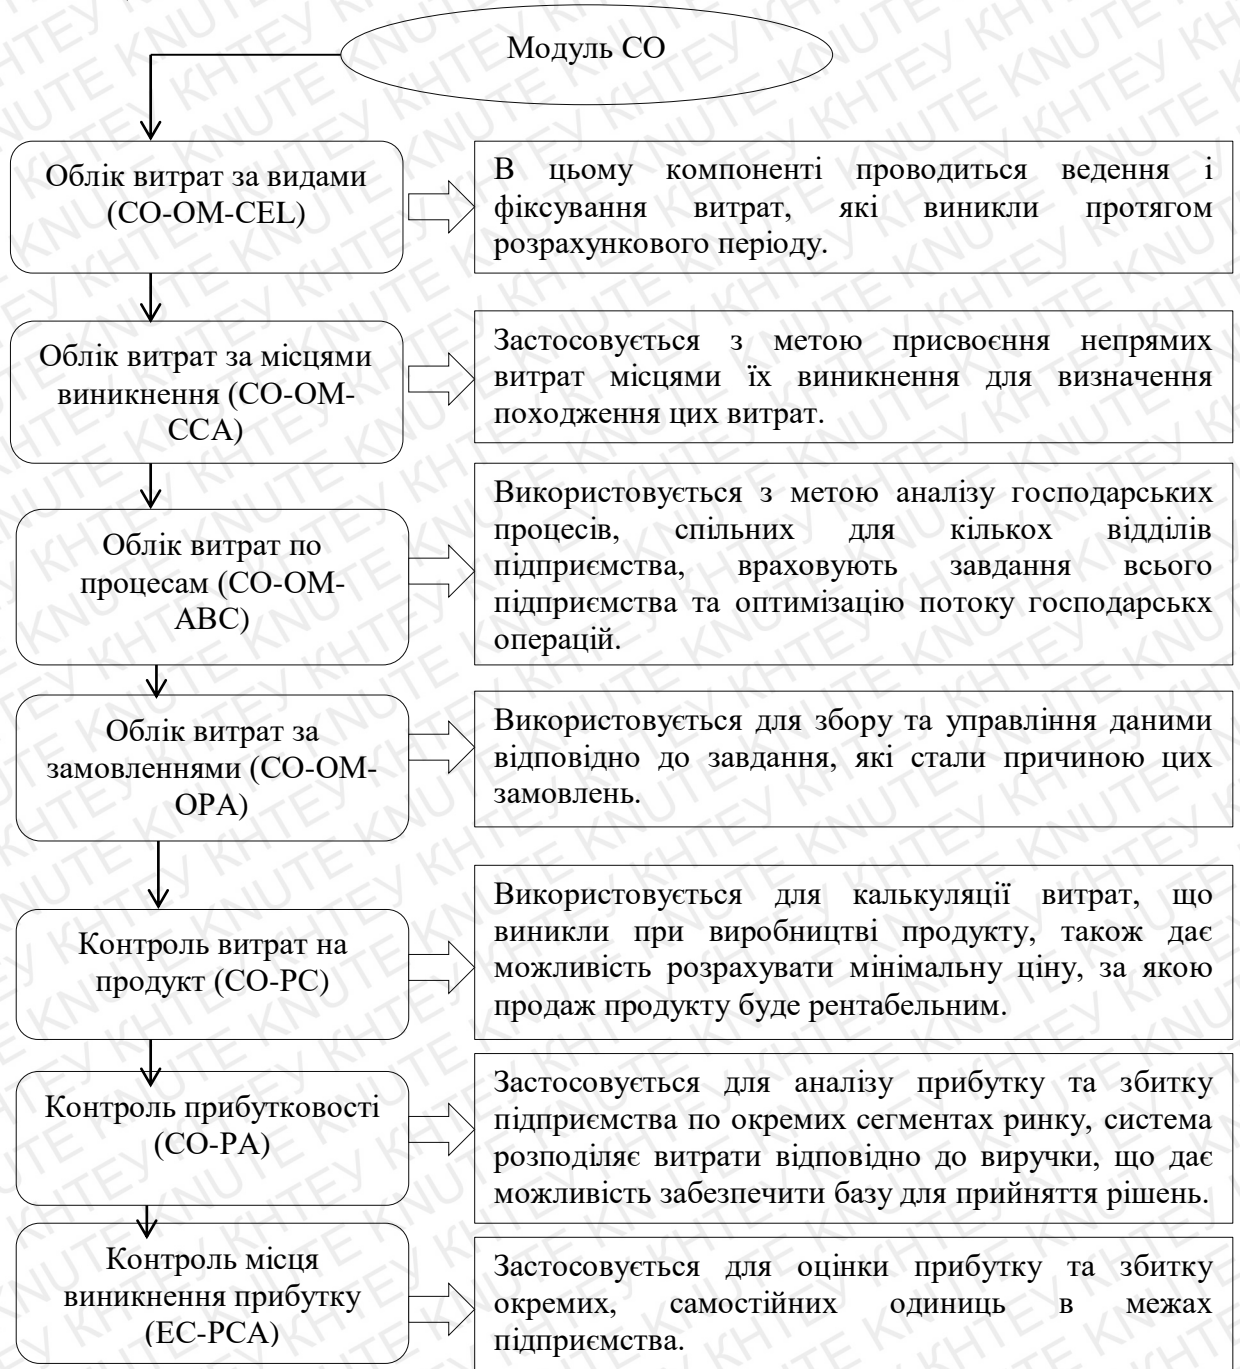 Модуль СО
Облік витрат за видами
(CO-OM-CEL)
В цьому компоненті проводиться ведення і
фіксування витрат, які виникли протягом
розрахункового періоду.
Облік витрат за місцями
виникнення (CO-OM-
CCA)
Застосовується з метою присвоєння непрямих
витрат місцями їх виникнення для визначення
походження цих витрат.
Облік витрат по
процесам (CO-OM-
ABC)
Використовується з метою аналізу господарських
процесів, спільних для кількох відділів
підприємства, враховують завдання всього
підприємства та оптимізацію потоку господарськх
операцій.
Облік витрат за
замовленнями (CO-OM-
OPA)
Використовується для збору та управління даними
відповідно до завдання, які стали причиною цих
замовлень.
Контроль витрат на
продукт (CO-PC)
Використовується для калькуляції витрат, що
виникли при виробництві продукту, також дає
можливість розрахувати мінімальну ціну, за якою
продаж продукту буде рентабельним.
Контроль прибутковості
(CO-PA)
Застосовується для аналізу прибутку та збитку
підприємства по окремих сегментах ринку, система
розподіляє витрати відповідно до виручки, що дає
можливість забезпечити базу для прийняття рішень.
Контроль місця
виникнення прибутку
(EC-PCA)
Застосовується для оцінки прибутку та збитку
окремих, самостійних одиниць в межах
підприємства.